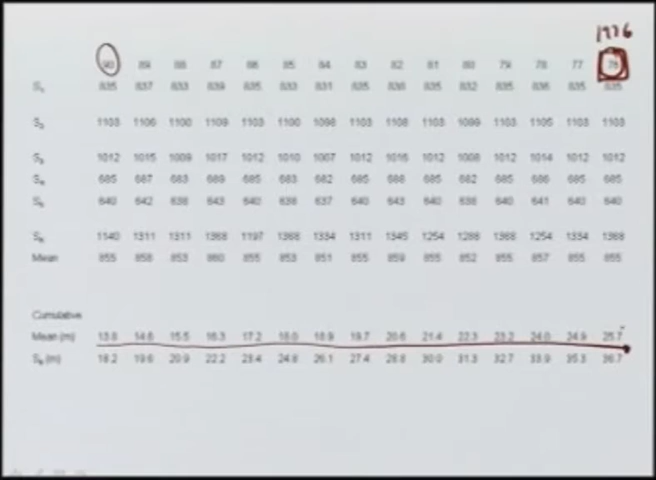 1976
90 89 88 87 86 85 84 83 82 81 80 79 78 77 76
835 837 833 839 835 833 831 835 838 835 832 835 836 835 835
1103 1106 1100 1109 1103 1100 1098 1103 1108 1103 1099 1103 1105 1103 1103
1012 1015 1009 1017 1012 1010 1007 1012 1016 1012 1008 1012 1014 1012 1012
685 687 683 689 685 683 682 685 688 685 682 685 686 685 685
640 642 638 643 640 638 637 640 643 640 638 640 641 640 640
1140 1311 1311 1368 1197 1368 1334 1311 1345 1254 1288 1368 1254 1334 1368
Mean 855 858 853 860 855 853 851 855 859 855 852 855 857 855 855
Cumulative
Mean (m) 13.8 14.6 15.5 16.3 17.2 18.0 18.9 19.7 20.6 21.4 22.3 23.2 24.0 24.9 25.7
(m) 18.2 19.6 20.9 22.2 23.4 24.8 26.1 27.4 28.8 30.0 31.3 32.7 33.9 35.3 36.7